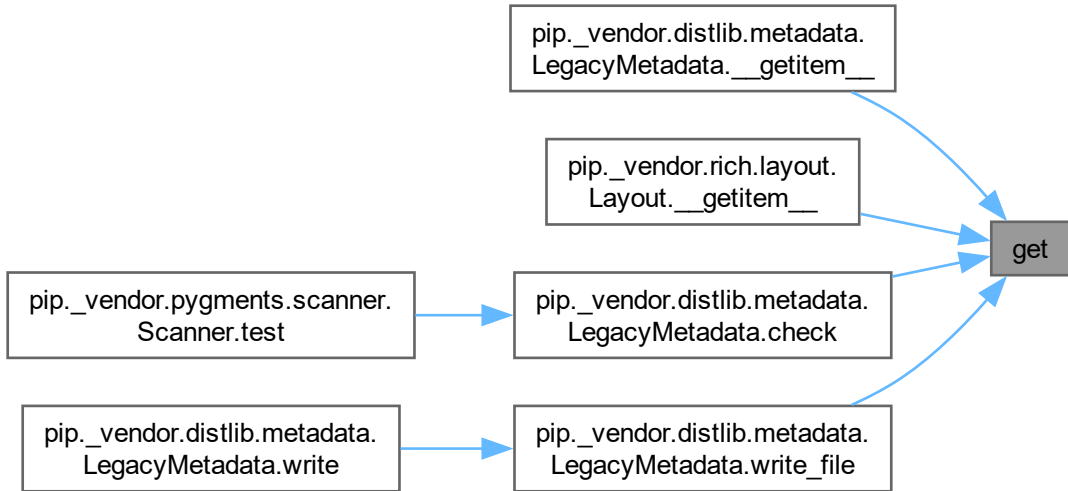 pip._vendor.distlib.metadata.
LegacyMetadata.__getitem__
pip._vendor.rich.layout.
Layout.__getitem__
get
pip._vendor.pygments.scanner.
Scanner.test
pip._vendor.distlib.metadata.
LegacyMetadata.check
pip._vendor.distlib.metadata.
LegacyMetadata.write
pip._vendor.distlib.metadata.
LegacyMetadata.write_file